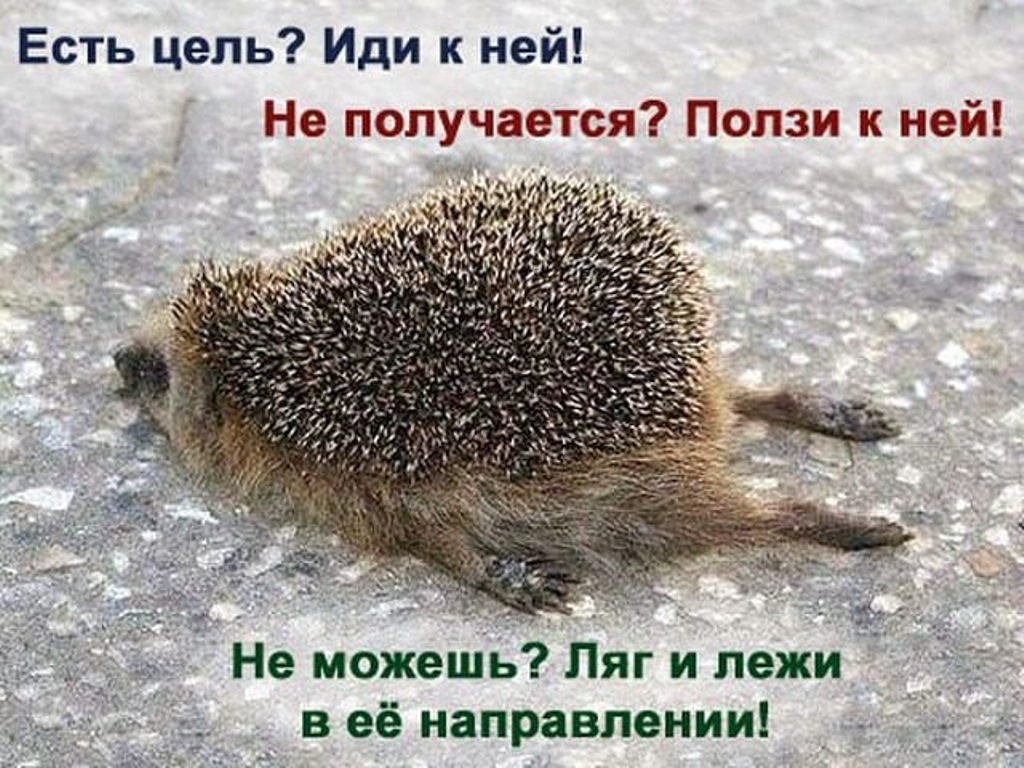 Есть цель? Иди к ней!
Не получается? Ползи к ней!
Не можешь? Ляг и лежи
в её направлении!